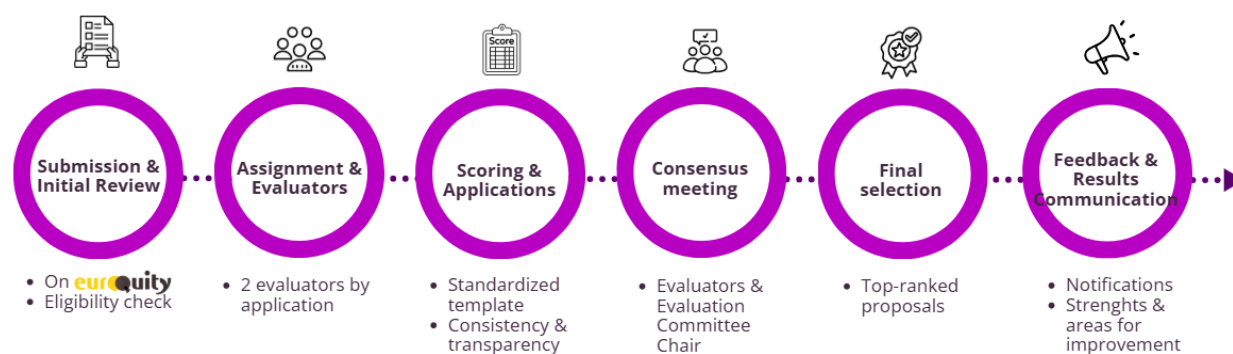 Score
Submission &
Initial Review
Assignment &
Evaluators
Scoring &
Applications
Consensus
meeting
Final
selection
Feedback &
Results
Communication
• On euroQuity
• Eligibility check
• 2 evaluators by
application
• Standardized
template
• Consistency &
transparency
• Evaluators &
Evaluation
Committee
Chair
• Top-ranked
proposals
• Notifications
• Strenghts &
areas for
improvement